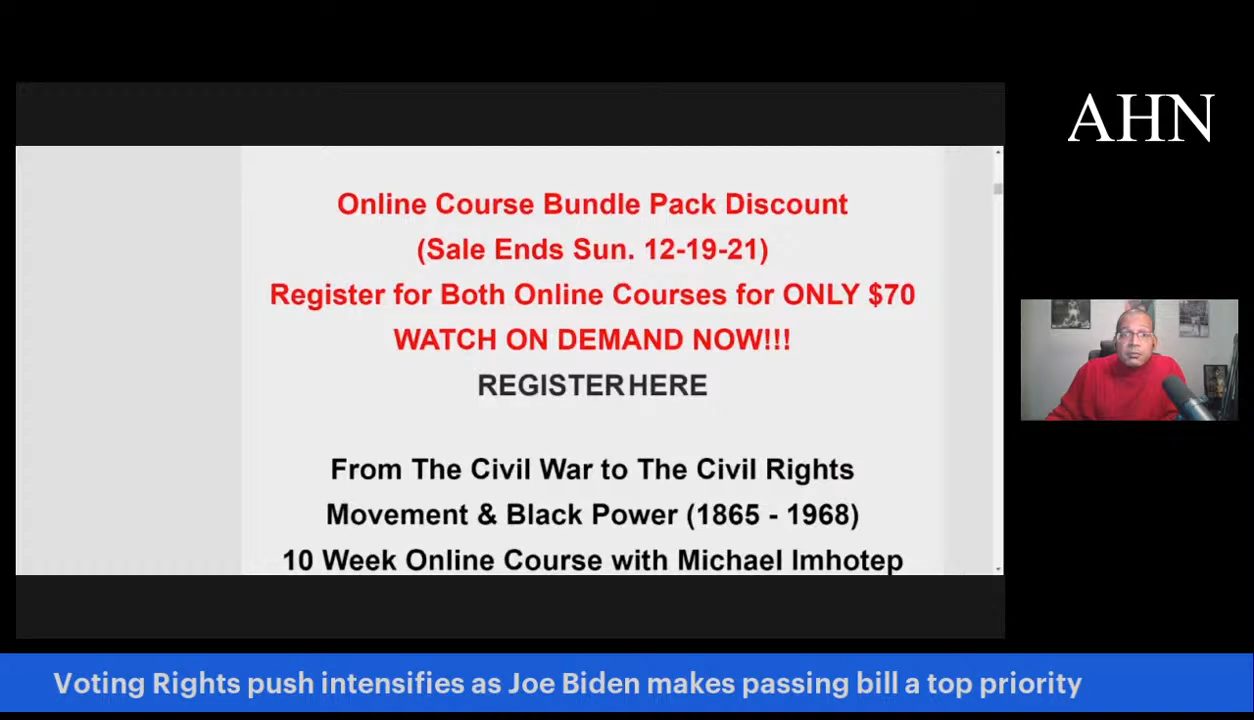 AHN
Online Course Bundle Pack Discount
(Sale Ends Sun. 12-19-21)
Register for Both Online Courses for ONLY $70
WATCH ON DEMAND NOW!!!
REGISTER HERE
From The Civil War to The Civil Rights
Movement & Black Power (1865 - 1968)
10 Week Online Course with Michael Imhotep
Voting Rights push intensifies as Joe Biden makes passing bill a top priority